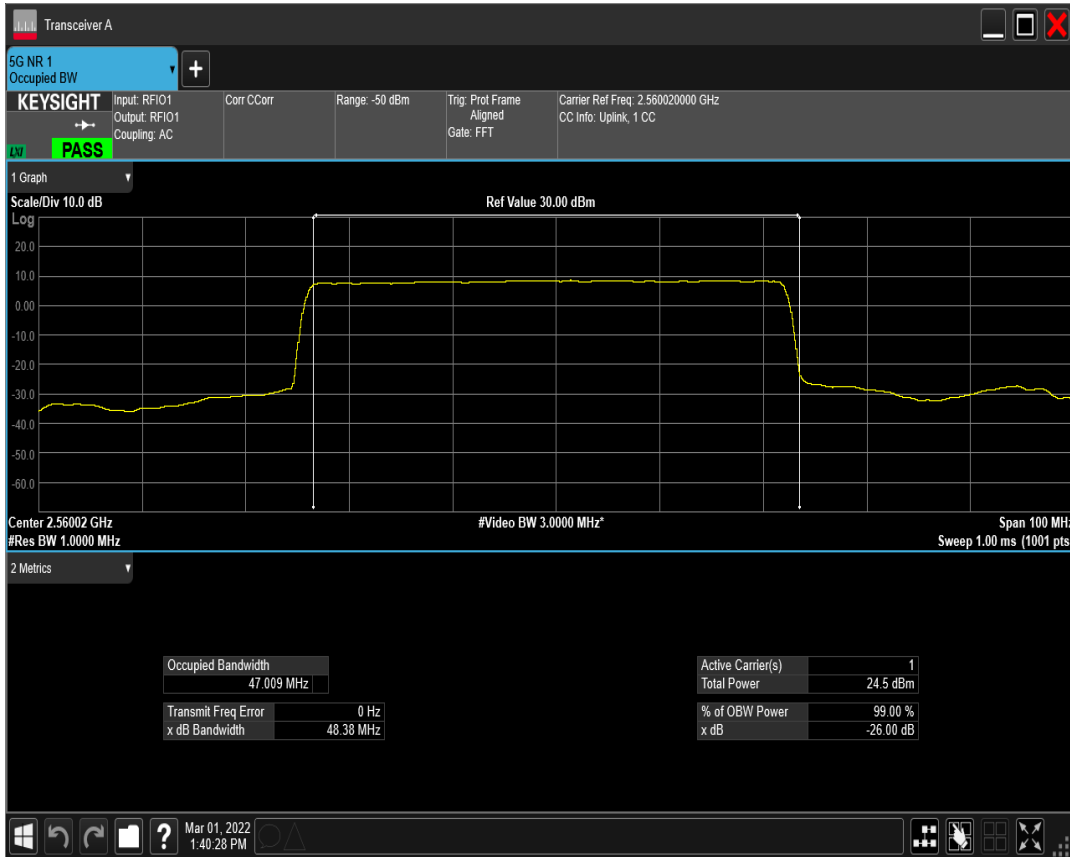 Transceiver A
5G NR 1
Occupied BW
+
KEYSIGHT
LXI PASS
Input: RFIO1
Output: RFIO1
Coupling: AC
Corr CCorr
Range: -50 dBm
Trig: Prot Frame
Aligned
Gate: FFT
Carrier Ref Freq: 2.560020000 GHz
CC Info: Uplink, 1 CC
1 Graph
Scale/Div 10.0 dB
Ref Value 30.00 dBm
Log
20.0
10.0
0.00
-10.0
-20.0
-30.0
-40.0
-50.0
-60.0
Center 2.56002 GHz
#Video BW 3.0000 MHz*
Span 100 MHz
#Res BW 1.0000 MHz
Sweep 1.00 ms (1001 pts
2 Metrics
Occupied Bandwidth
47.009 MHz
Transmit Freq Error 0 Hz
x dB Bandwidth 48.38 MHz
Active Carrier(s) 1
Total Power 24.5 dBm
% of OBW Power 99.00 %
x dB -26.00 dB
?
Mar 01, 2022
1:40:28 PM